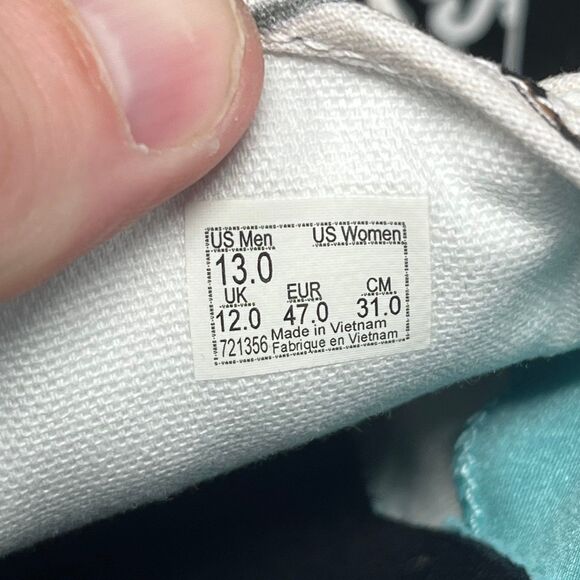 US Men US Women
13.0
UK EUR CM
12.0 47.0 31.0
721356 Made in Vietnam
Fabrique en Vietnam